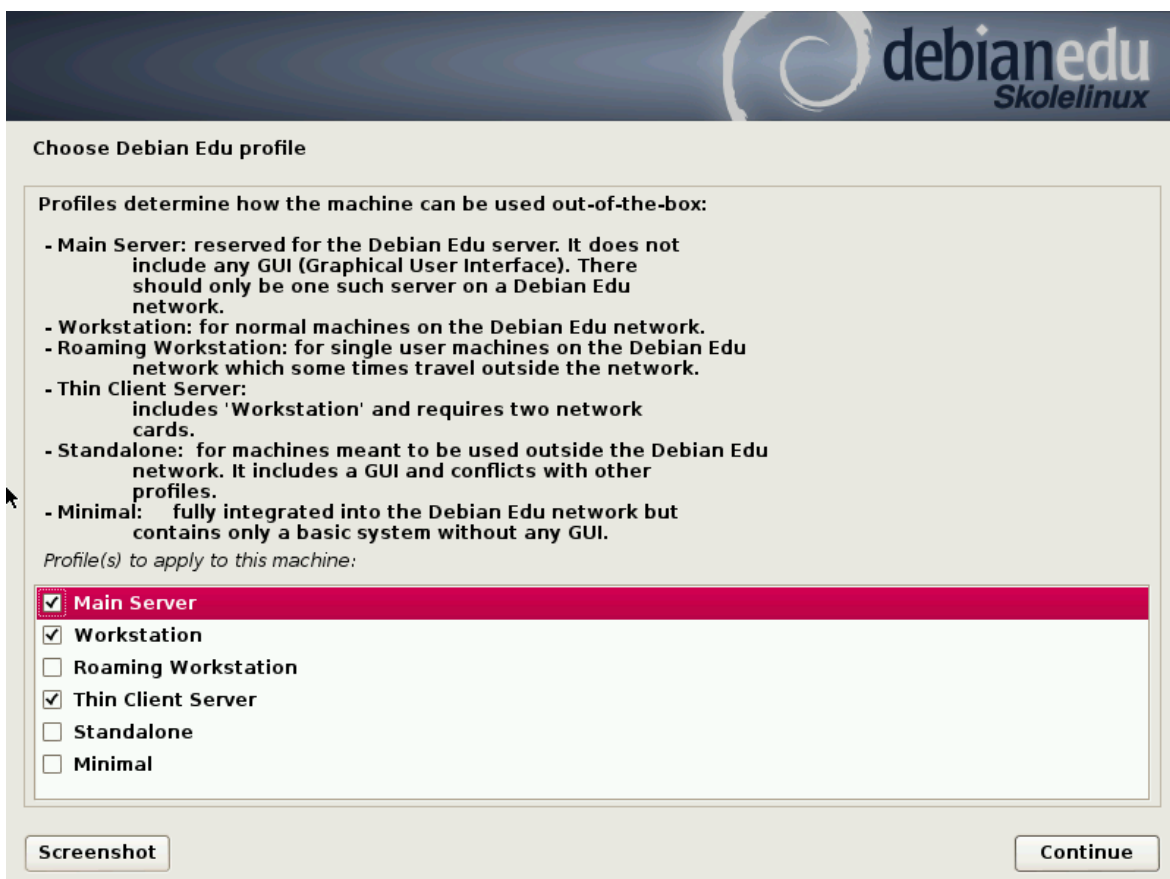 debianedu
Skolelinux
Choose Debian Edu profile
Profiles determine how the machine can be used out-of-the-box:
- Main Server: reserved for the Debian Edu server. It does not
include any GUI (Graphical User Interface). There
should only be one such server on a Debian Edu
network.
- Workstation: for normal machines on the Debian Edu network.
- Roaming Workstation: for single user machines on the Debian Edu
network which some times travel outside the network.
- Thin Client Server:
includes 'Workstation' and requires two network
cards.
- Standalone: for machines meant to be used outside the Debian Edu
network. It includes a GUI and conflicts with other
profiles.
- Minimal: fully integrated into the Debian Edu network but
contains only a basic system without any GUI.
Profile(s) to apply to this machine:
Main Server
Workstation
Roaming Workstation
Thin Client Server
Standalone
Minimal
Screenshot
Continue